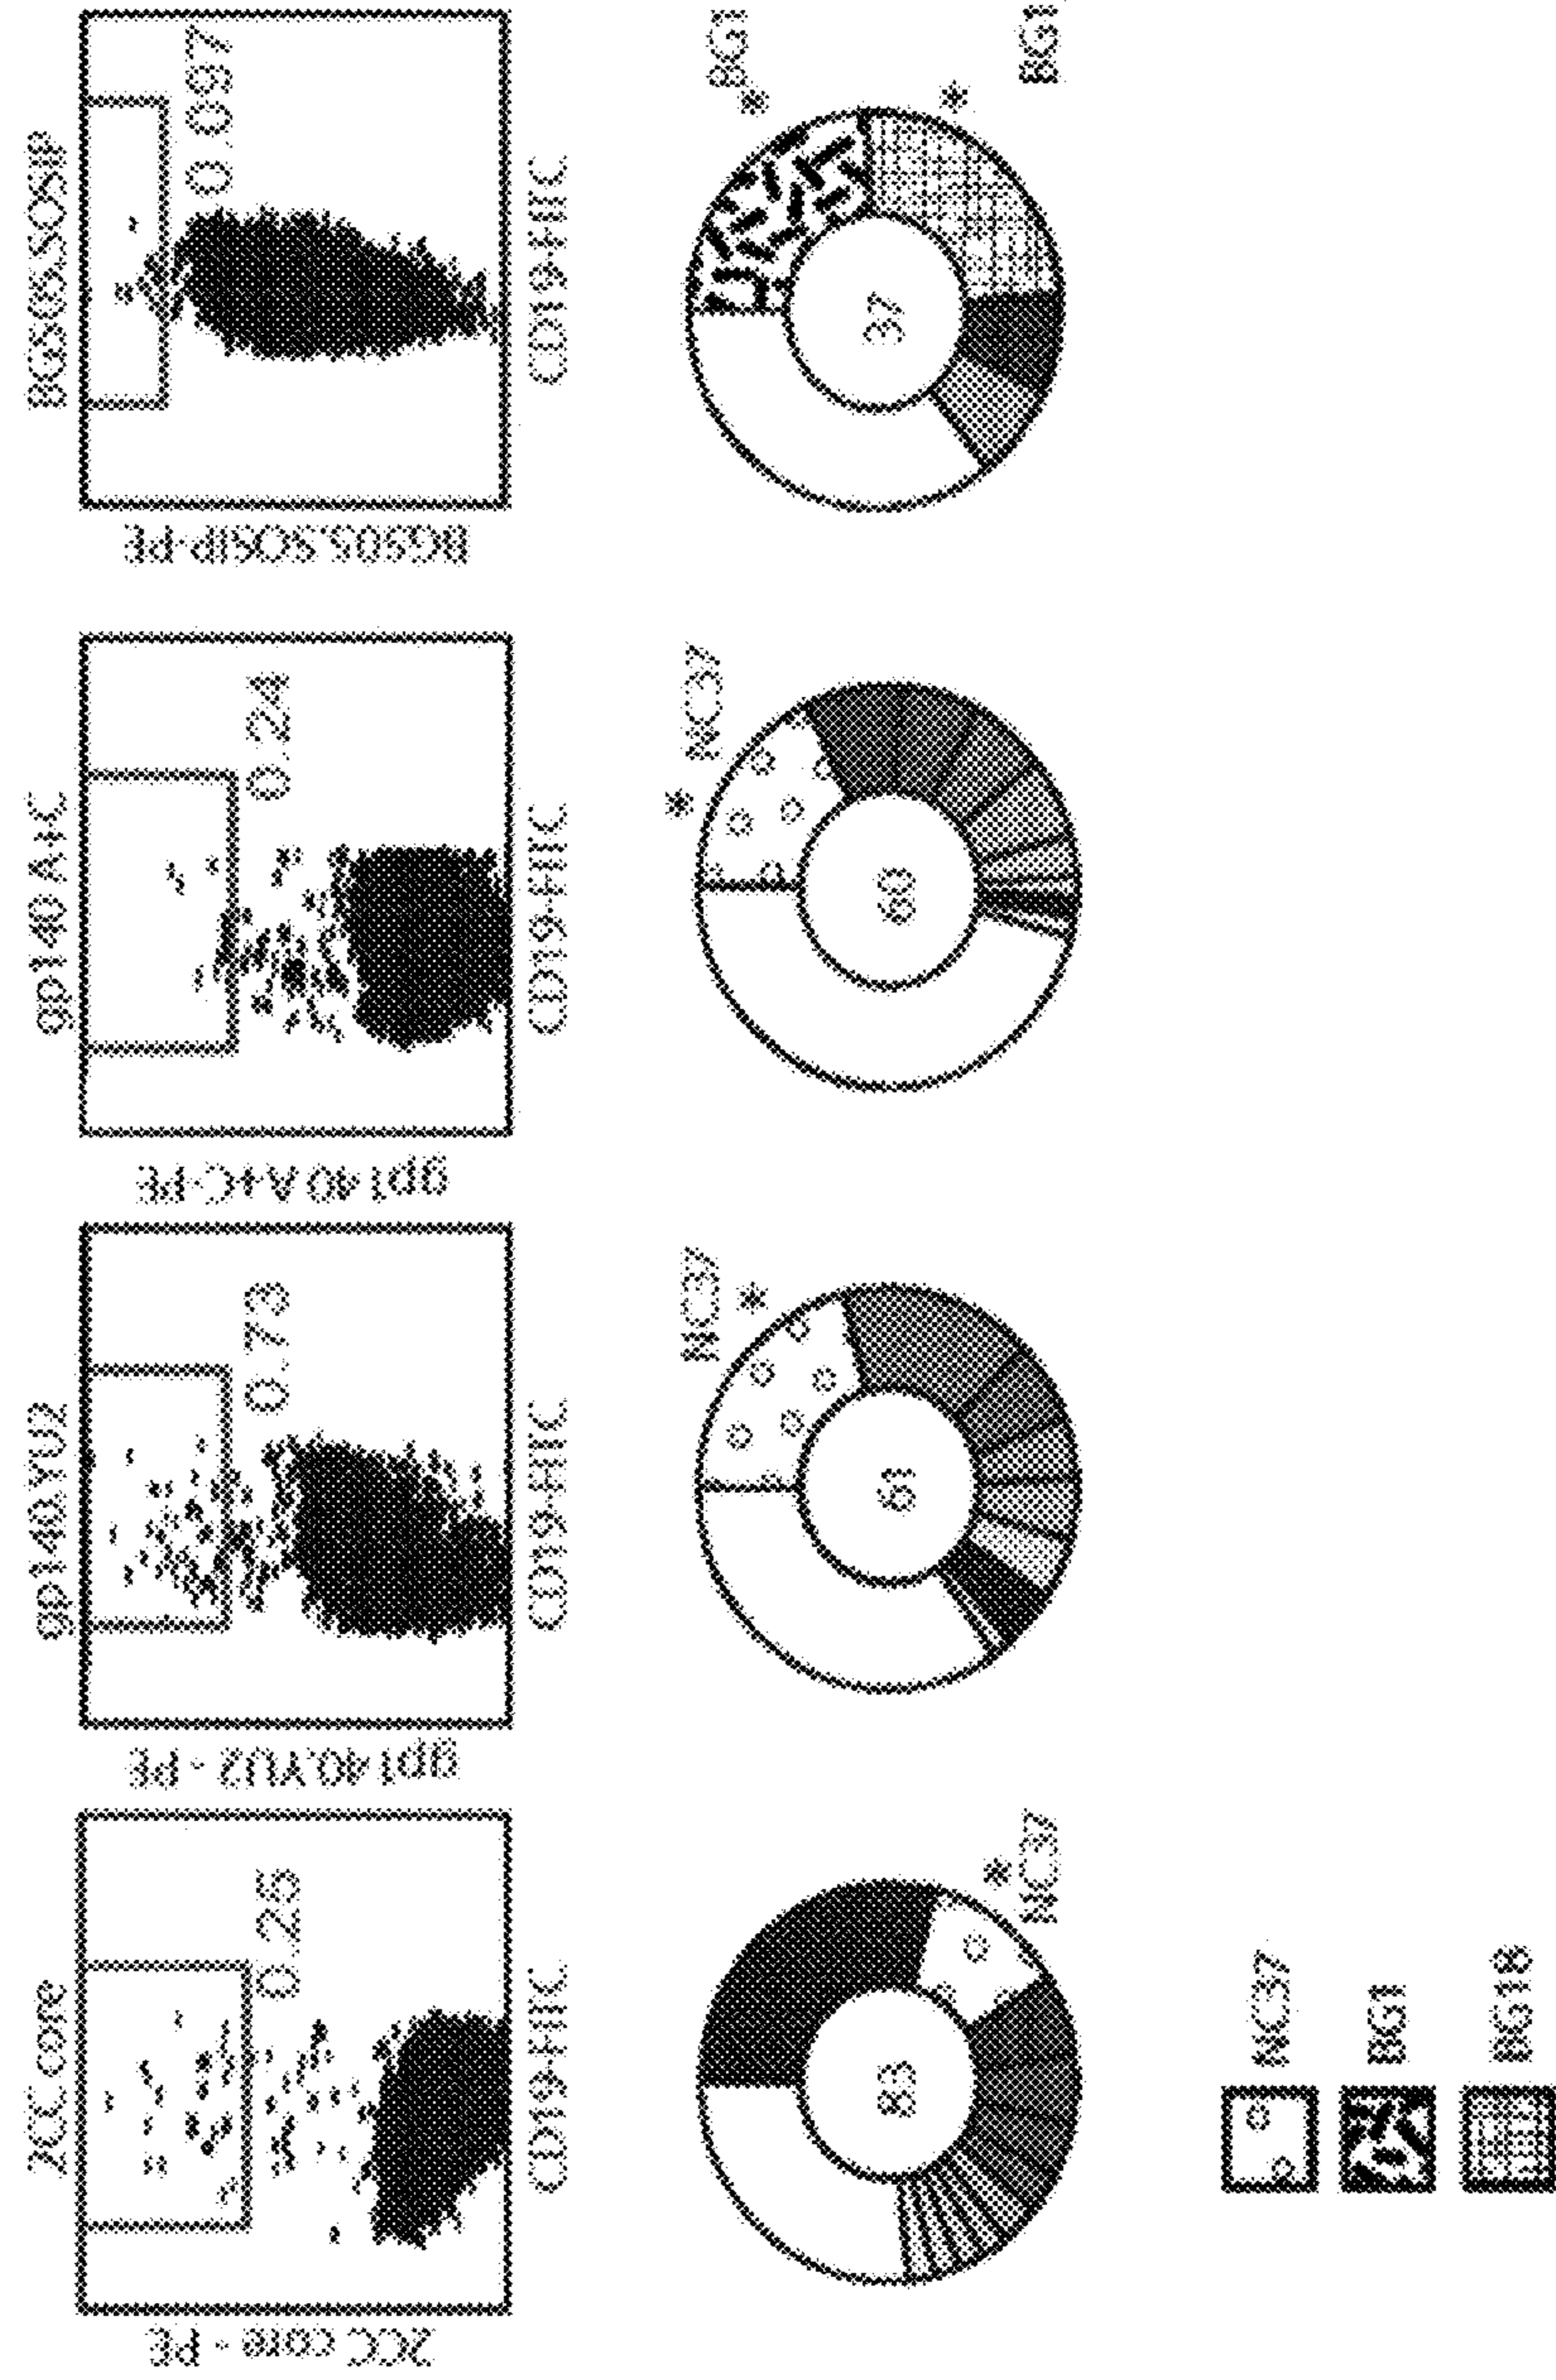 2CC core
gp140.YU2
gp140 A+C
BG505.SOSIP
2CC core - PE
0.25
gp140.YU2 - PE
0.73
gp140 A+C-PE
0.24
BG505.SOSIP-PE
0.097
CD19-FITC
CD19-FITC
CD19-FITC
CD19-FITC
83
* NC37
61
NC37 *
60
* NC37
37
* BG1
* BG1
NC37
BG1
BG18